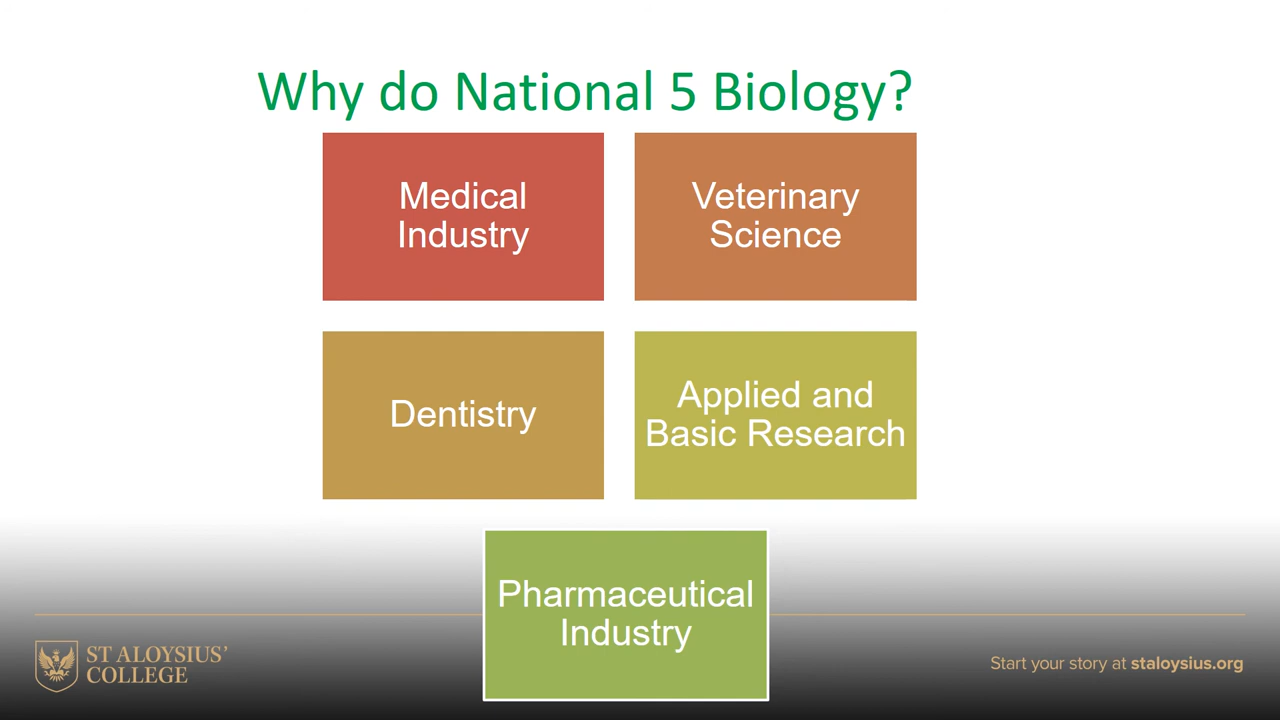 Why do National 5 Biology?
Medical
Industry
Veterinary
Science
Dentistry
Applied and
Basic Research
Pharmaceutical
Industry
ST ALOYSIUS'
COLLEGE
Start your story at staloysius.org